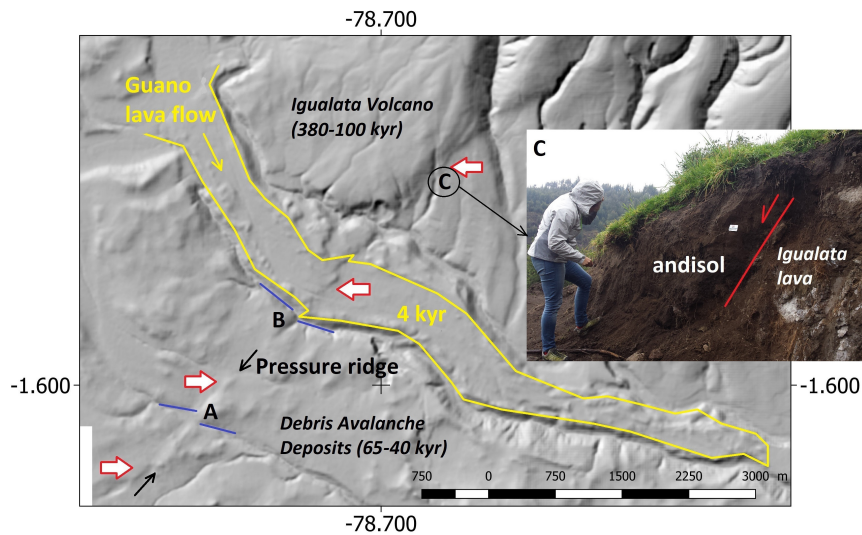 -78.700
Guano
lava flow
Igualata Volcano
(380-100 kyr)
C
C
andisol
Igualata
lava
4 kyr
B
Pressure ridge
-1.600
-1.600
A
Debris Avalanche
Deposits (65-40 kyr)
750 0 750 1500 2250 3000 m
-78.700